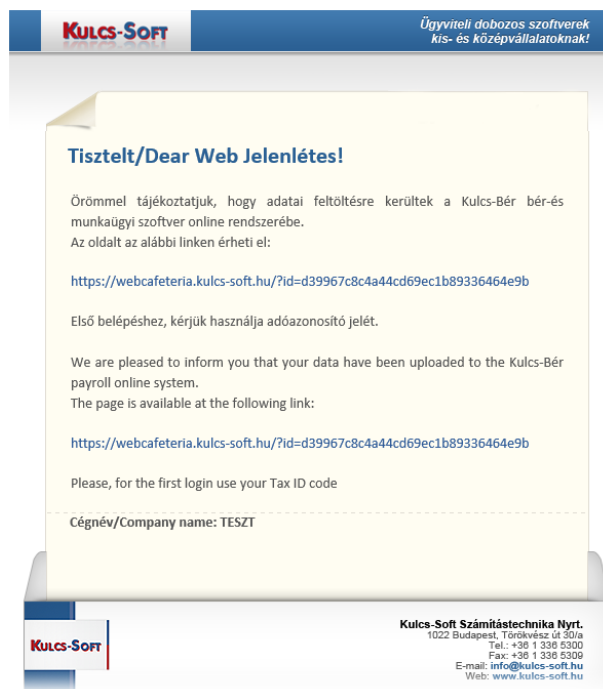 KULCS-SOFT
Ügyviteli dobozos szoftverek
kis- és középvállalatoknak!
Tisztelt/Dear Web Jelenlétes!
Örömmel tájékoztatjuk, hogy adatai feltöltésre kerültek a Kulcs-Bér bér-és
munkaügyi szoftver online rendszerébe.
Az oldalt az alábbi linken érheti el:
https://webcafeteria.kulcs-soft.hu/?id=d39967c8c4a44cd69ec1b89336464e9b
Első belépéshez, kérjük használja adóazonosító jelét.
We are pleased to inform you that your data have been uploaded to the Kulcs-Bér
payroll online system.
The page is available at the following link:
https://webcafeteria.kulcs-soft.hu/?id=d39967c8c4a44cd69ec1b89336464e9b
Please, for the first login use your Tax ID code
Cégnév/Company name: TESZT
KULCS-SOFT
Kulcs-Soft Számítástechnika Nyrt.
1022 Budapest, Törökvész út 30/a
Tel.: +36 1 336 5300
Fax: +36 1 336 5309
E-mail: info@kulcs-soft.hu
Web: www.kulcs-soft.hu